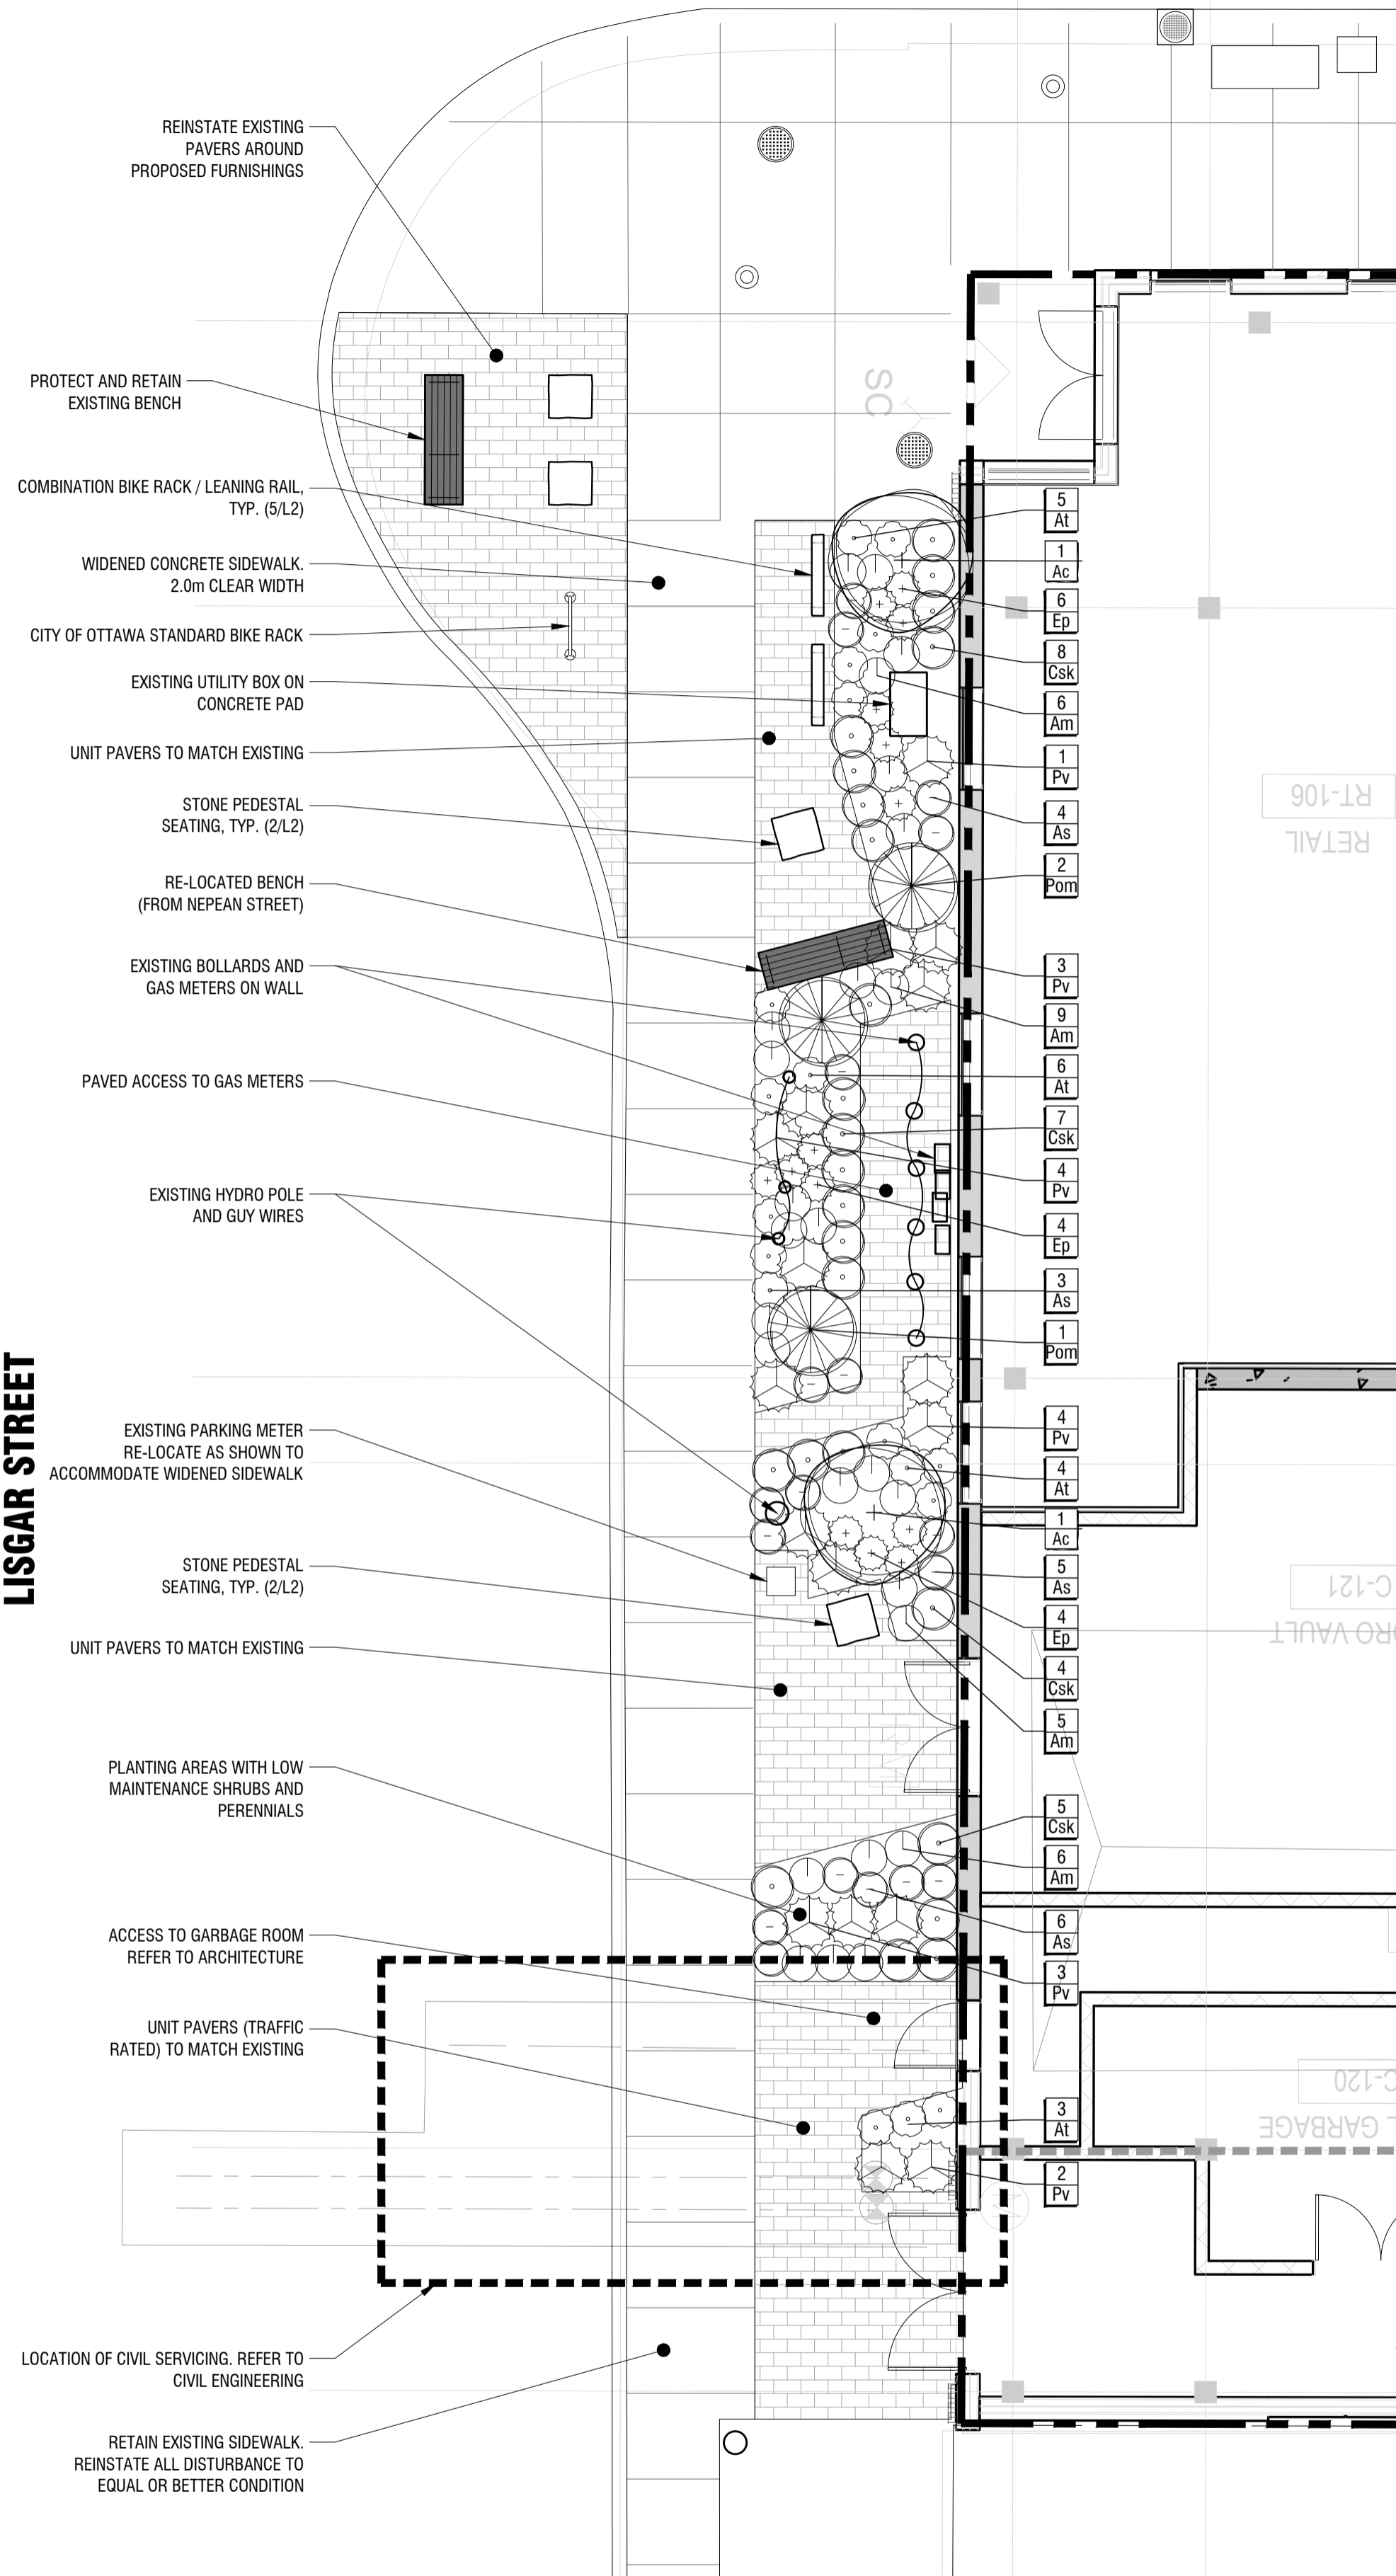 REINSTATE EXISTING
PAVERS AROUND
PROPOSED FURNISHINGS
PROTECT AND RETAIN
EXISTING BENCH
COMBINATION BIKE RACK / LEANING RAIL,
TYP. (5/L2)
WIDENED CONCRETE SIDEWALK.
2.0m CLEAR WIDTH
CITY OF OTTAWA STANDARD BIKE RACK
EXISTING UTILITY BOX ON
CONCRETE PAD
UNIT PAVERS TO MATCH EXISTING
STONE PEDESTAL
SEATING, TYP. (2/L2)
RE-LOCATED BENCH
(FROM NEPEAN STREET)
EXISTING BOLLARDS AND
GAS METERS ON WALL
PAVED ACCESS TO GAS METERS
EXISTING HYDRO POLE
AND GUY WIRES
LISGAR STREET
EXISTING PARKING METER
RE-LOCATE AS SHOWN TO
ACCOMMODATE WIDENED SIDEWALK
STONE PEDESTAL
SEATING, TYP. (2/L2)
UNIT PAVERS TO MATCH EXISTING
PLANTING AREAS WITH LOW
MAINTENANCE SHRUBS AND
PERENNIALS
ACCESS TO GARBAGE ROOM
REFER TO ARCHITECTURE
UNIT PAVERS (TRAFFIC
RATED) TO MATCH EXISTING
LOCATION OF CIVIL SERVICING. REFER TO
CIVIL ENGINEERING
RETAIN EXISTING SIDEWALK.
REINSTATE ALL DISTURBANCE TO
EQUAL OR BETTER CONDITION
SC
5
At
1
Ac
6
Ep
8
Csk
6
Am
1
Pv
4
As
2
Pom
3
Pv
9
Am
6
At
7
Csk
4
Pv
4
Ep
3
As
1
Pom
4
Pv
4
At
1
Ac
5
As
4
Ep
4
Csk
5
Am
5
Csk
6
Am
6
As
3
Pv
3
At
2
Pv
RT-106
RETAIL
C-121
VAULT
C-120
GARBAGE